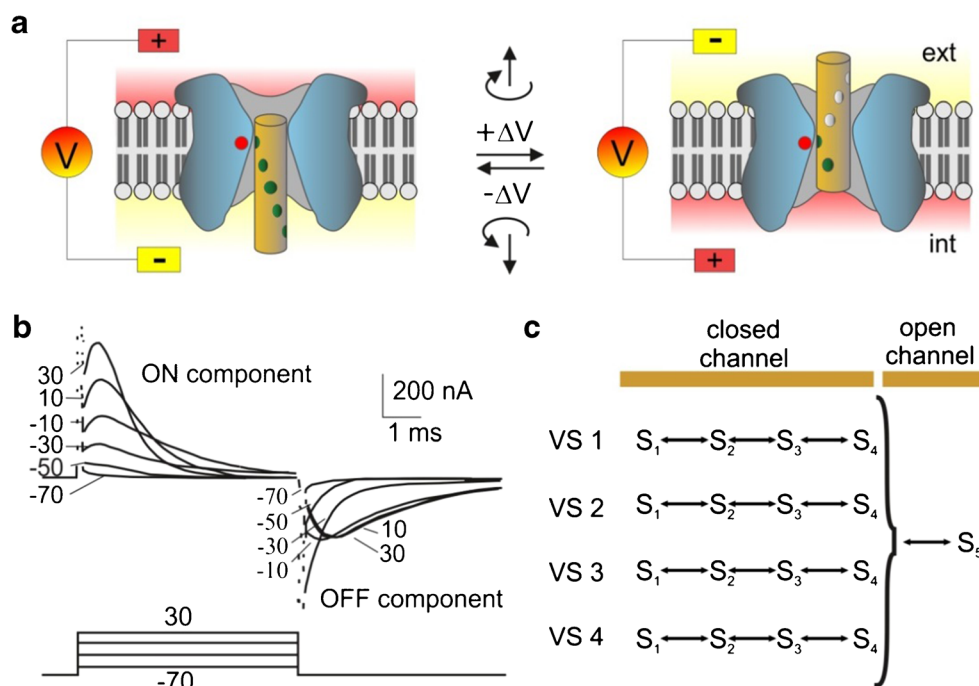 a
+ - ext
V +ΔV V
-ΔV
- + int
b
ON component
30
10
-10
-30
-50
-70
200 nA
1 ms
-70
-50
-30
-10
10
30
OFF component
30
-70
c
closed channel
open channel
VS 1 S1 S2 S3 S4
VS 2 S1 S2 S3 S4
VS 3 S1 S2 S3 S4
VS 4 S1 S2 S3 S4
S5